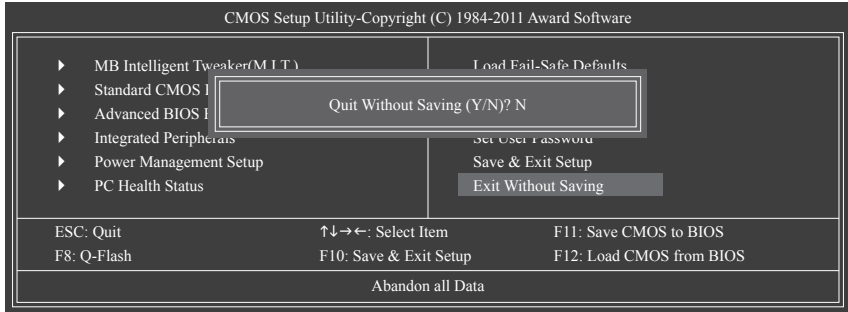 CMOS Setup Utility-Copyright (C) 1984-2011 Award Software
MB Intelligent Tweaker(M.I.T.)
Standard CMOS
Advanced BIOS
Integrated Peripherals
Power Management Setup
PC Health Status
Load Fail-Safe Defaults
Set User Password
Save & Exit Setup
Exit Without Saving
Quit Without Saving (Y/N)? N
ESC: Quit ↑↓→←: Select Item F11: Save CMOS to BIOS
F8: Q-Flash F10: Save & Exit Setup F12: Load CMOS from BIOS
Abandon all Data